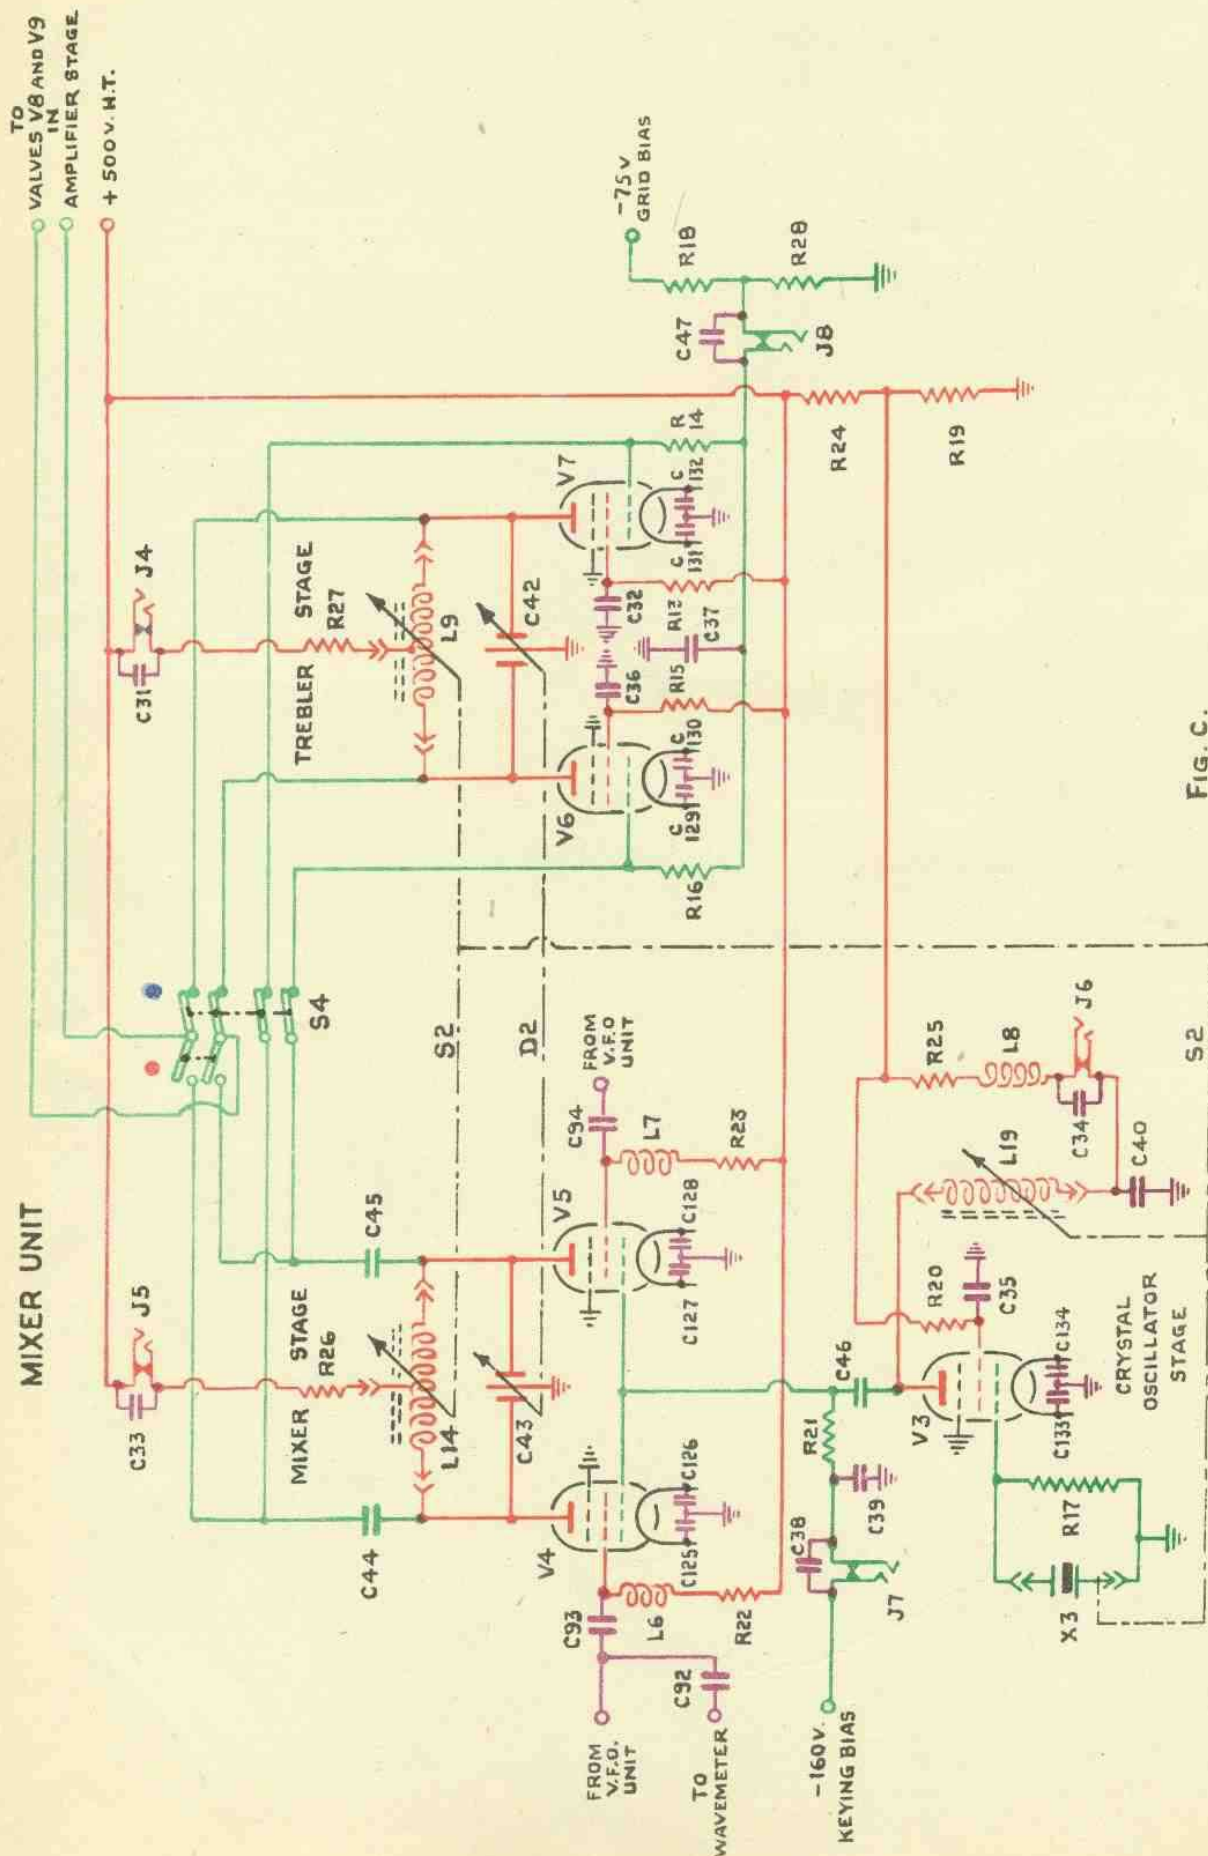 MIXER UNIT
TO
VALVES V8 AND V9
IN
AMPLIFIER STAGE
+ 500V. H.T.
C33
J5
C31
J4
MIXER STAGE
R26
TREBLER STAGE
R27
S4
C44
C45
L14
L9
S2
C43
C42
D2
V4
V5
V6
V7
FROM
V.F.O
UNIT
C94
C93
L6
L7
R22
R23
C125
C126
C127
C128
C
129
C
130
C
131
C
132
C36
C32
R15
R12
C37
R16
R
14
C47
J8
-75V
GRID BIAS
R18
R28
FROM
V.F.O.
UNIT
C92
TO
WAVEMETER
-160V.
KEYING BIAS
C38
J7
C39
R21
C46
R24
R19
V3
R20
C35
C133
C134
R17
X3
CRYSTAL
OSCILLATOR
STAGE
L19
R25
L8
C34
J6
C40
S2
FIG. C.